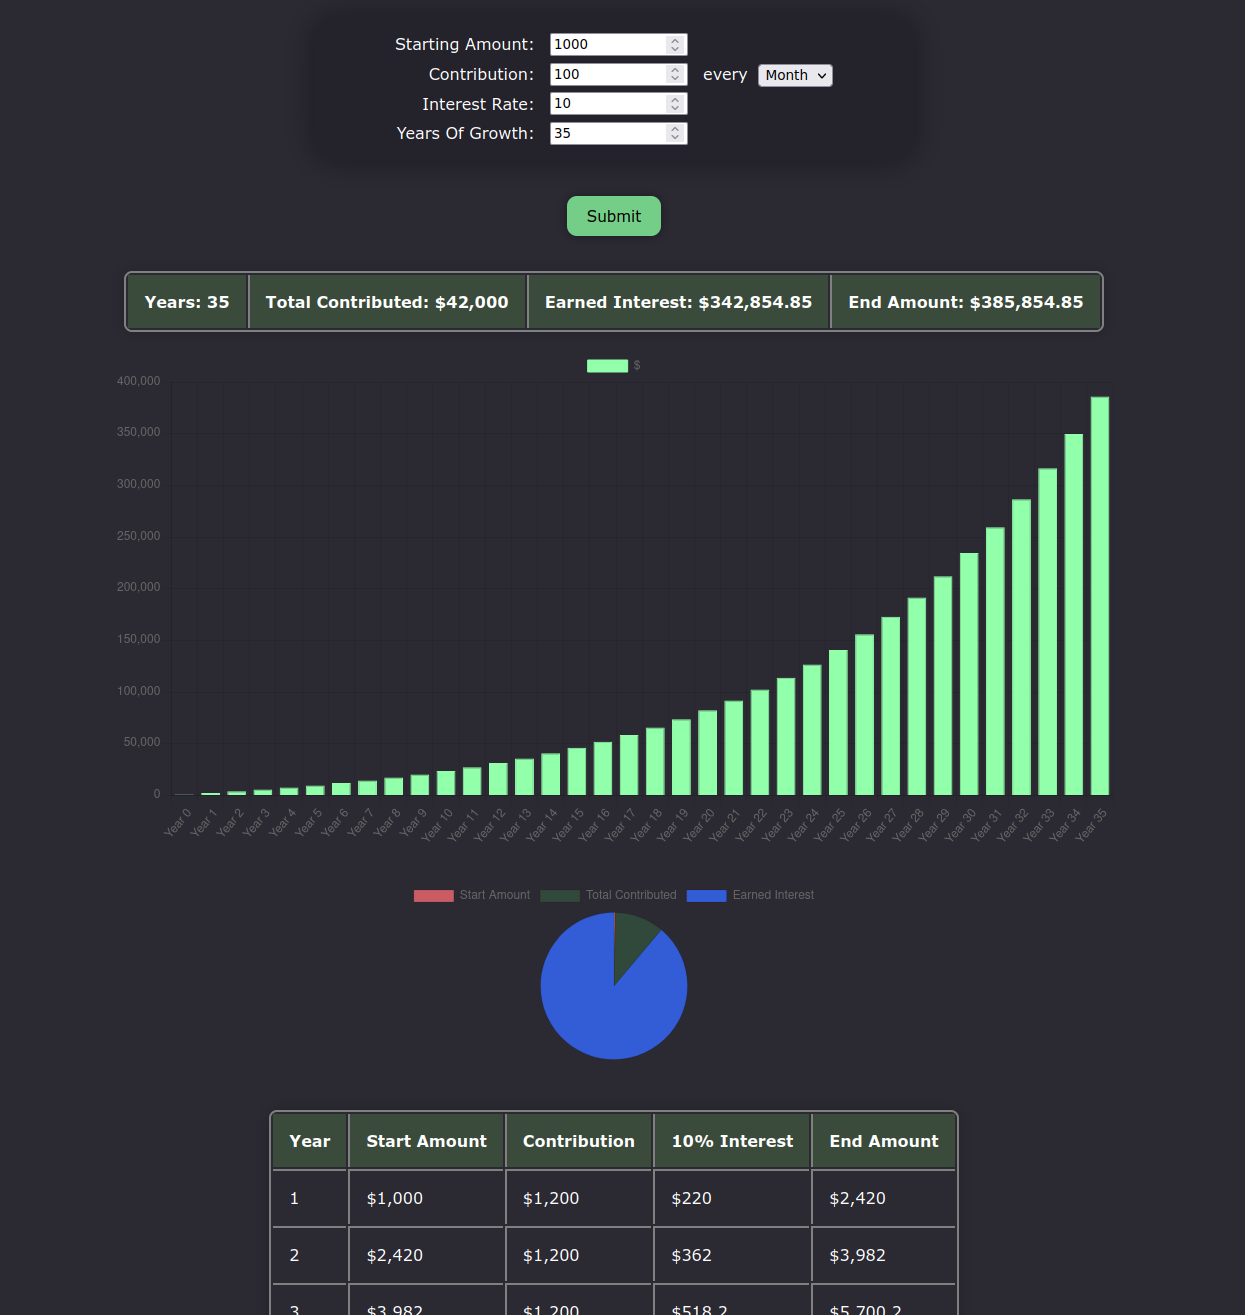 Starting Amount: 1000
Contribution: 100 every Month
Interest Rate: 10
Years Of Growth: 35
Submit
Years: 35 Total Contributed: $42,000 Earned Interest: $342,854.85 End Amount: $385,854.85
$
400,000
350,000
300,000
250,000
200,000
150,000
100,000
50,000
0
Year 0 Year 1 Year 2 Year 3 Year 4 Year 5 Year 6 Year 7 Year 8 Year 9 Year 10 Year 11 Year 12 Year 13 Year 14 Year 15 Year 16 Year 17 Year 18 Year 19 Year 20 Year 21 Year 22 Year 23 Year 24 Year 25 Year 26 Year 27 Year 28 Year 29 Year 30 Year 31 Year 32 Year 33 Year 34 Year 35
Start Amount Total Contributed Earned Interest
Year Start Amount Contribution 10% Interest End Amount
1 $1,000 $1,200 $220 $2,420
2 $2,420 $1,200 $362 $3,982
3 $3,982 $1,200 $518.2 $5,700.2